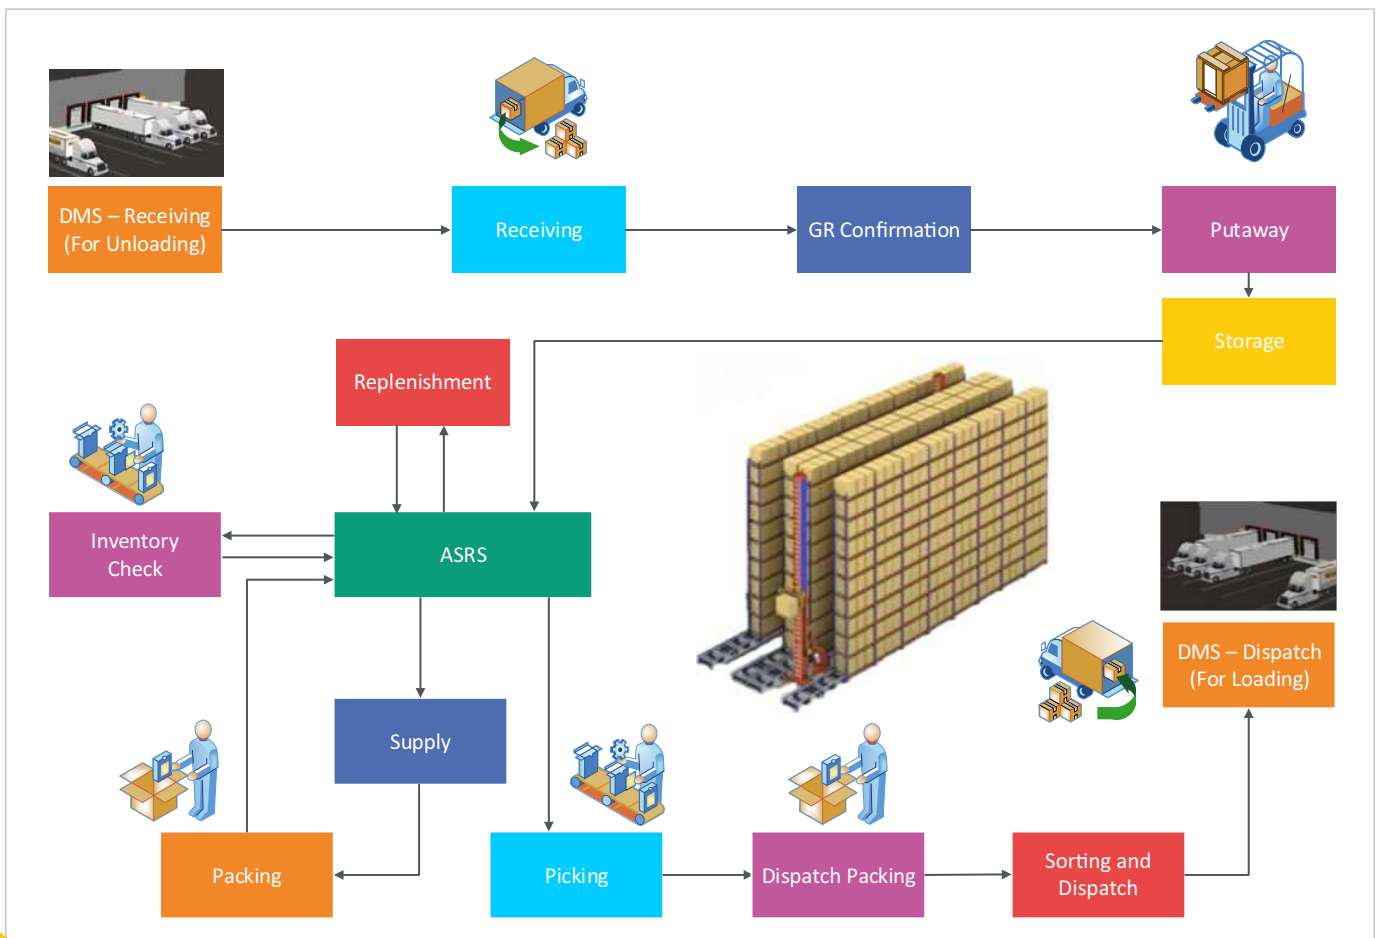 DMS – Receiving
(For Unloading)
Receiving
GR Confirmation
Putaway
Storage
Replenishment
Inventory
Check
ASRS
DMS – Dispatch
(For Loading)
Supply
Packing
Picking
Dispatch Packing
Sorting and
Dispatch